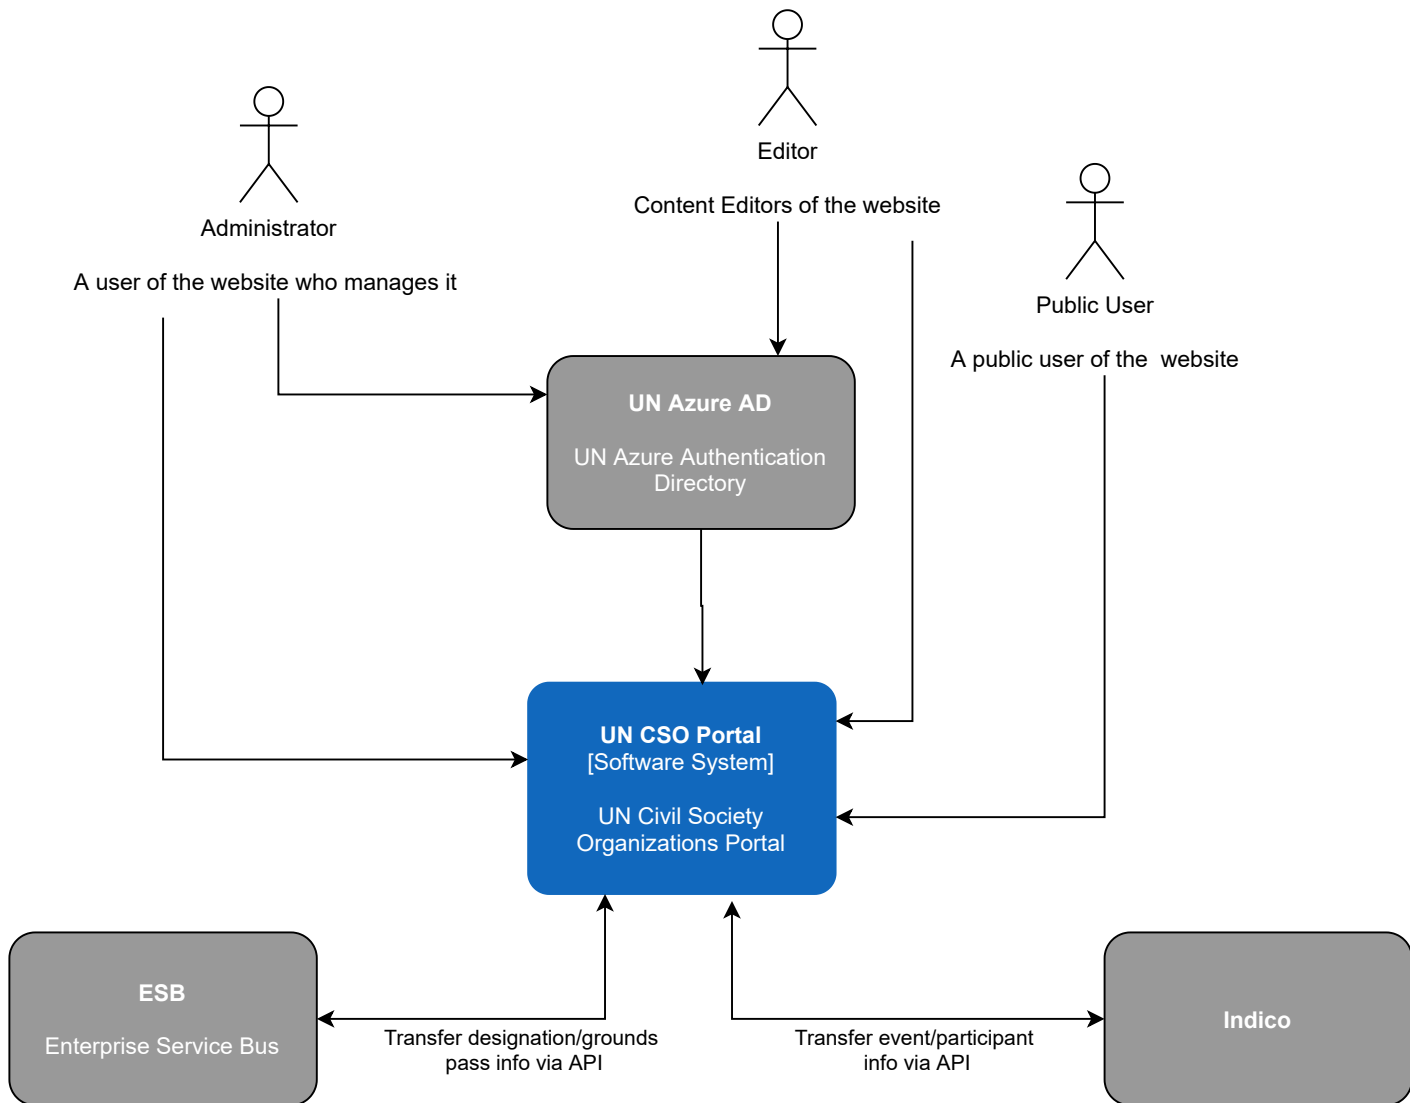 Editor
Content Editors of the website
Administrator
A user of the website who manages it
Public User
A public user of the  website
UN Azure AD
UN Azure Authentication
Directory
UN CSO Portal
[Software System]
UN Civil Society
Organizations Portal
ESB
Enterprise Service Bus
Transfer designation/grounds
pass info via API
Transfer event/participant
info via API
Indico